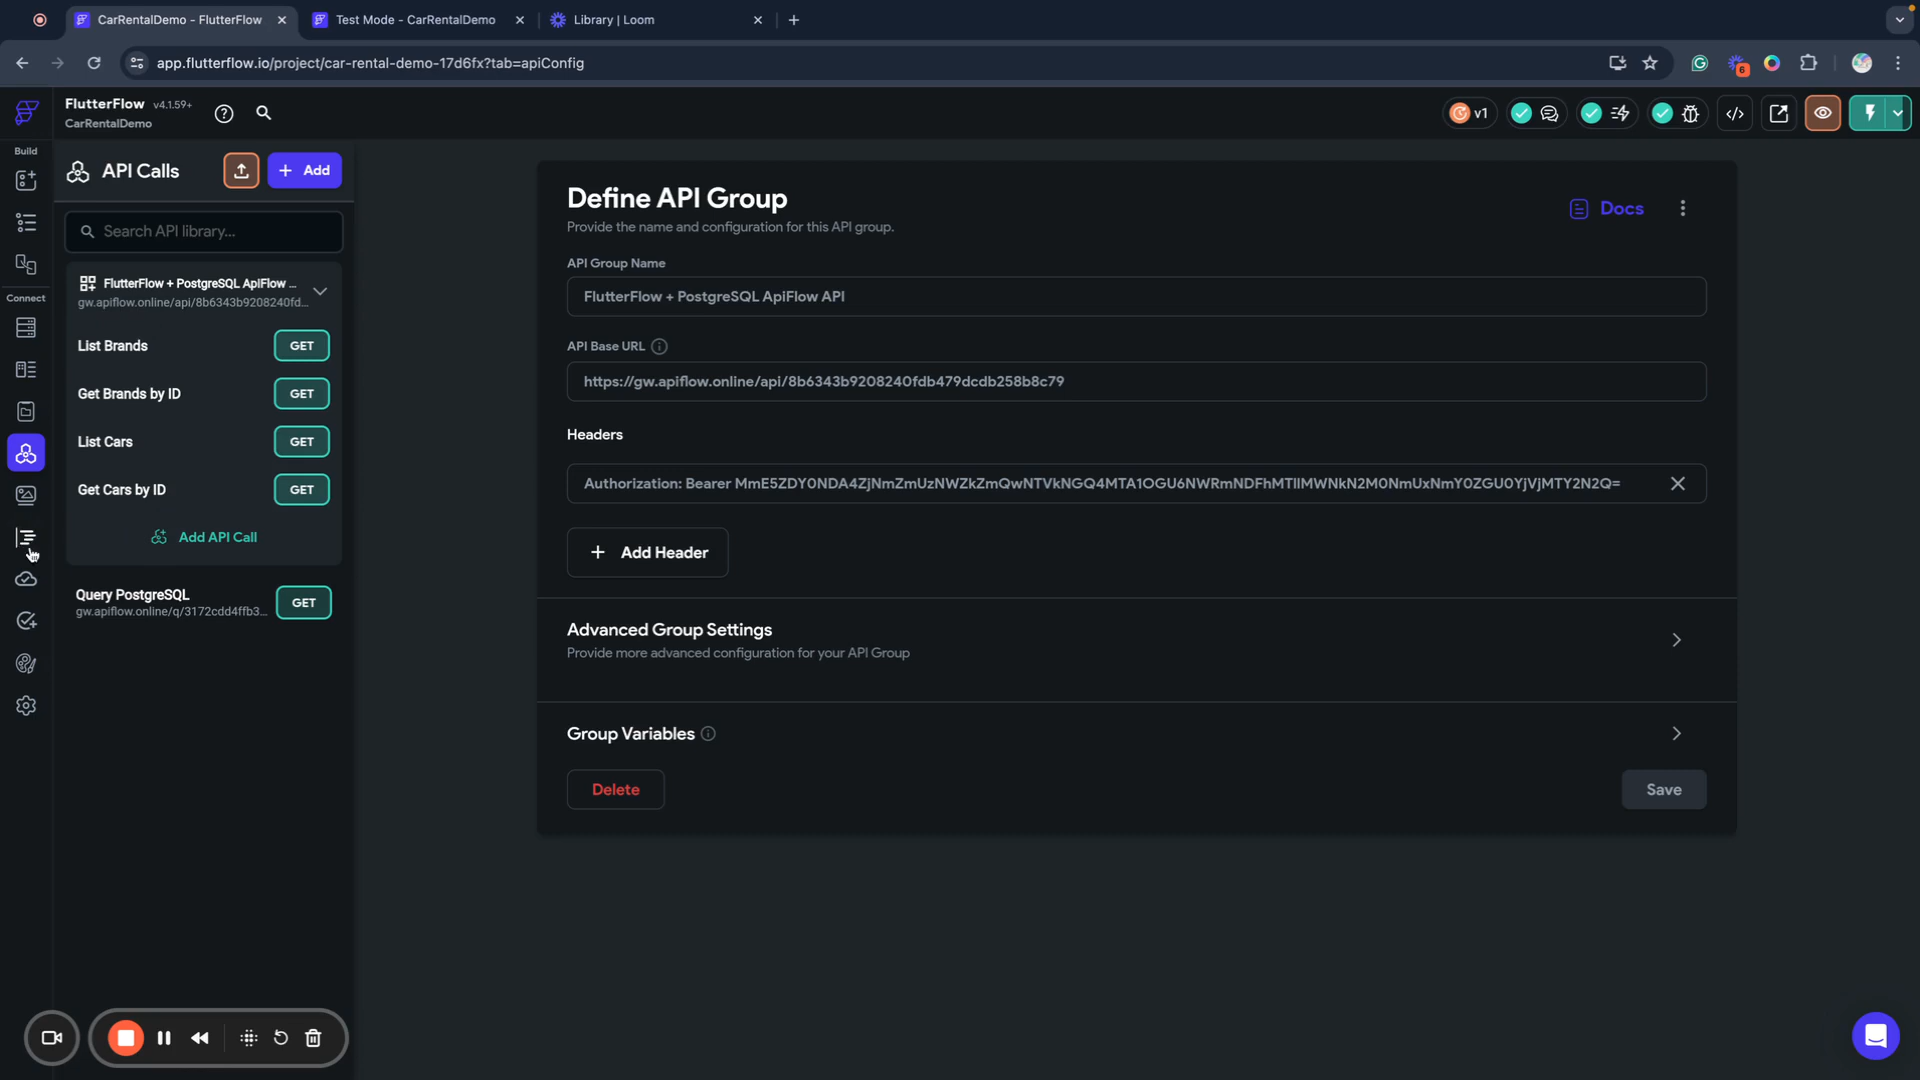 CarRentalDemo - FlutterFlow
Test Mode - CarRentalDemo
Library | Loom
app.flutterflow.io/project/car-rental-demo-17d6fx?tab=apiConfig
6
FlutterFlow v4.1.59+
CarRentalDemo
v1
Build
API Calls
+ Add
Search API library...
FlutterFlow + PostgreSQL ApiFlow ...
gw.apiflow.online/api/8b6343b9208240fd...
List Brands GET
Get Brands by ID GET
List Cars GET
Get Cars by ID GET
Add API Call
Query PostgreSQL
gw.apiflow.online/q/3172cdd4ffb3...
GET
Connect
Define API Group
Provide the name and configuration for this API group.
Docs
API Group Name
FlutterFlow + PostgreSQL ApiFlow API
API Base URL
https://gw.apiflow.online/api/8b6343b9208240fdb479dcdb258b8c79
Headers
Authorization: Bearer MmE5ZDY0NDA4ZjNmZmUzNWZkZmQwNTVkNGQ4MTA1OGU6NWRmNDFhMTllMWNkN2M0NmUxNmY0ZGU0YjVjMTY2N2Q=
+ Add Header
Advanced Group Settings
Provide more advanced configuration for your API Group
Group Variables
Delete
Save